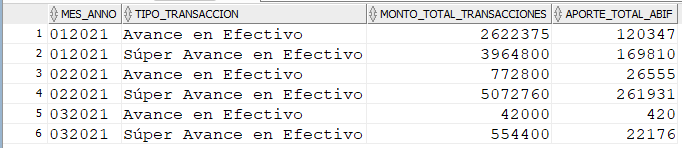 MES_ANNO TIPO_TRANSACCION MONTO_TOTAL_TRANSACCIONES APORTE_TOTAL_ABIF
1 012021 Avance en Efectivo 2622375 120347
2 012021 Súper Avance en Efectivo 3964800 169810
3 022021 Avance en Efectivo 772800 26555
4 022021 Súper Avance en Efectivo 5072760 261931
5 032021 Avance en Efectivo 42000 420
6 032021 Súper Avance en Efectivo 554400 22176